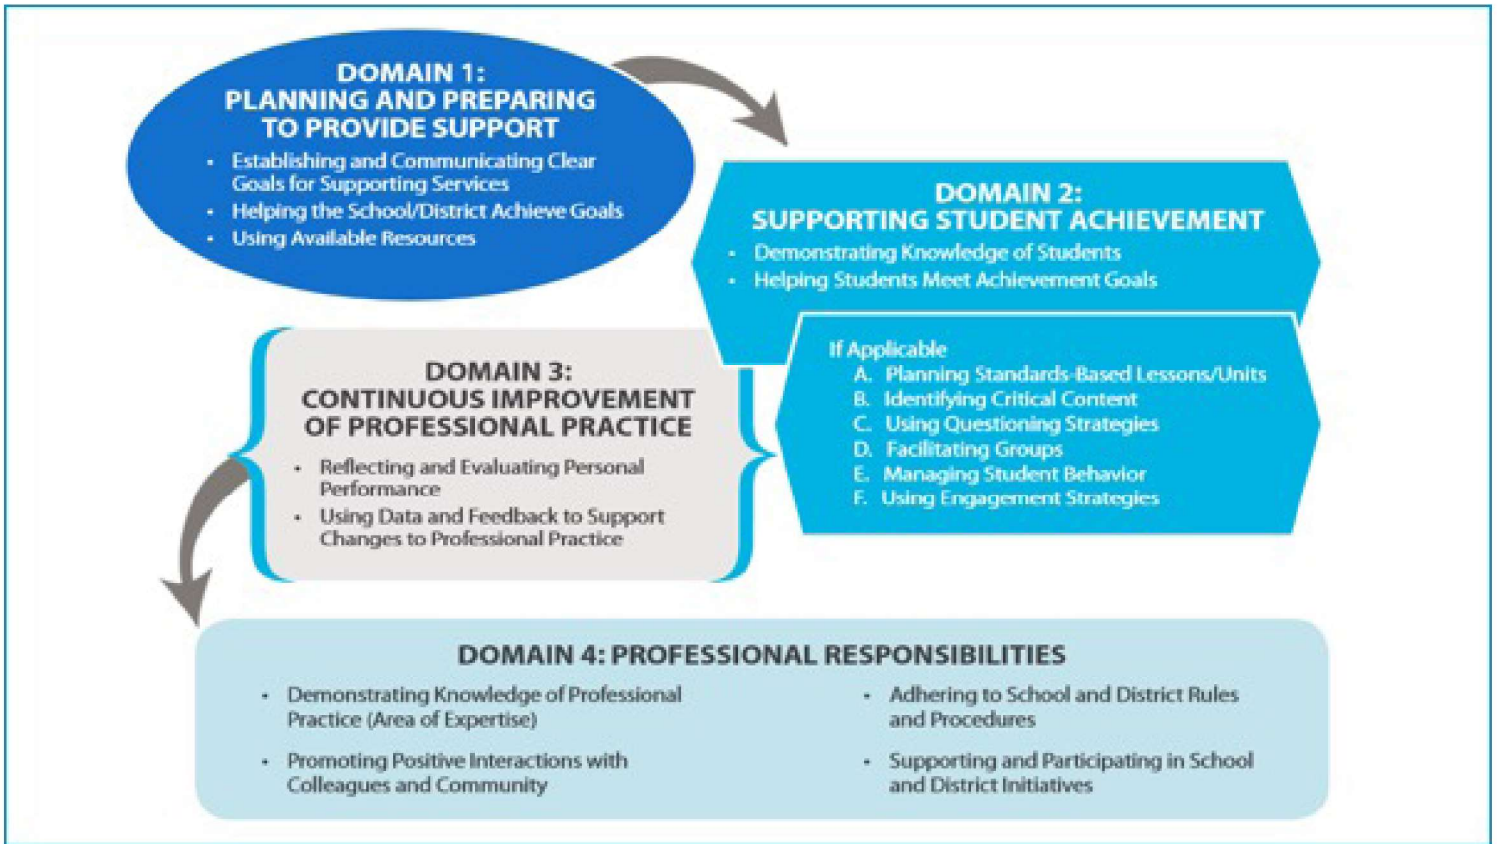 DOMAIN 1:
PLANNING AND PREPARING
TO PROVIDE SUPPORT
• Establishing and Communicating Clear
Goals for Supporting Services
• Helping the School/District Achieve Goals
• Using Available Resources
DOMAIN 2:
SUPPORTING STUDENT ACHIEVEMENT
• Demonstrating Knowledge of Students
• Helping Students Meet Achievement Goals
If Applicable
A. Planning Standards-Based Lessons/Units
B. Identifying Critical Content
C. Using Questioning Strategies
D. Facilitating Groups
E. Managing Student Behavior
F. Using Engagement Strategies
DOMAIN 3:
CONTINUOUS IMPROVEMENT
OF PROFESSIONAL PRACTICE
• Reflecting and Evaluating Personal
Performance
• Using Data and Feedback to Support
Changes to Professional Practice
DOMAIN 4: PROFESSIONAL RESPONSIBILITIES
• Demonstrating Knowledge of Professional
Practice (Area of Expertise)
• Promoting Positive Interactions with
Colleagues and Community
• Adhering to School and District Rules
and Procedures
• Supporting and Participating in School
and District Initiatives